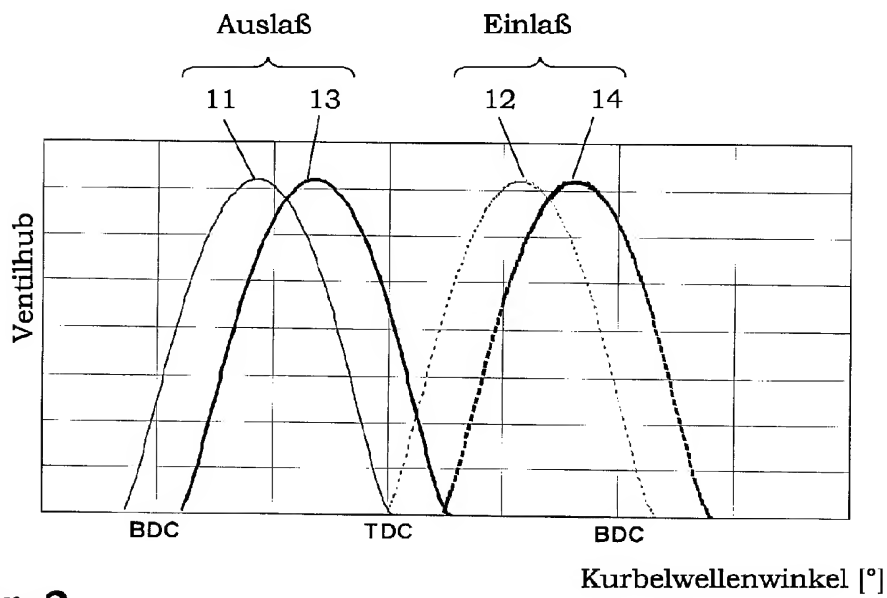 Auslaß Einlaß
11 13 12 14
Ventilhub
BDC TDC BDC
Kurbelwellenwinkel [°]